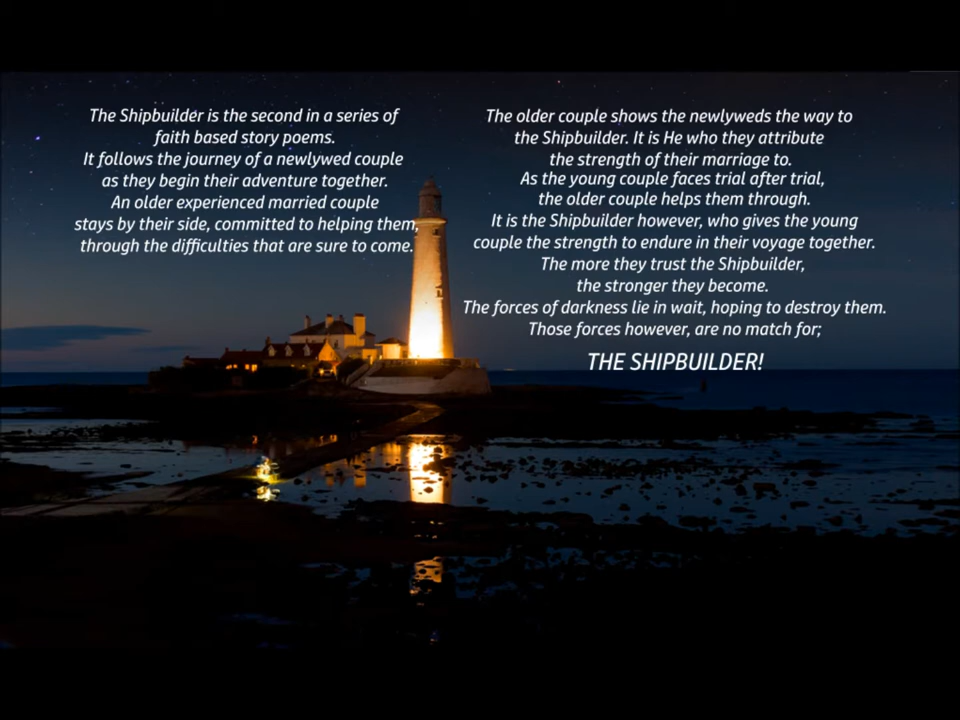 The Shipbuilder is the second in a series of
faith based story poems.
It follows the journey of a newlywed couple
as they begin their adventure together.
An older experienced married couple
stays by their side, committed to helping them,
through the difficulties that are sure to come.
The older couple shows the newlyweds the way to
the Shipbuilder. It is He who they attribute
the strength of their marriage to.
As the young couple faces trial after trial,
the older couple helps them through.
It is the Shipbuilder however, who gives the young
couple the strength to endure in their voyage together.
The more they trust the Shipbuilder,
the stronger they become.
The forces of darkness lie in wait, hoping to destroy them.
Those forces however, are no match for;
THE SHIPBUILDER!